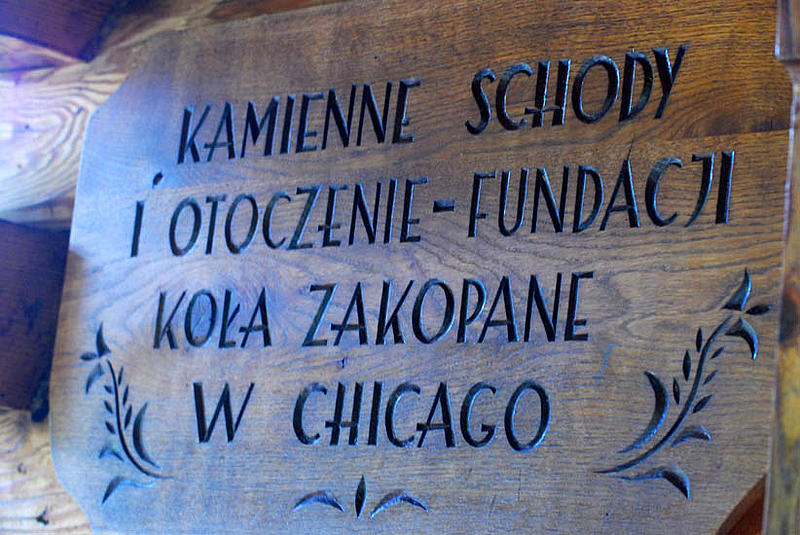 KAMIENNE SCHODY
I OTOCZENIE-FUNDACJI
KOŁA ZAKOPANE
W CHICAGO